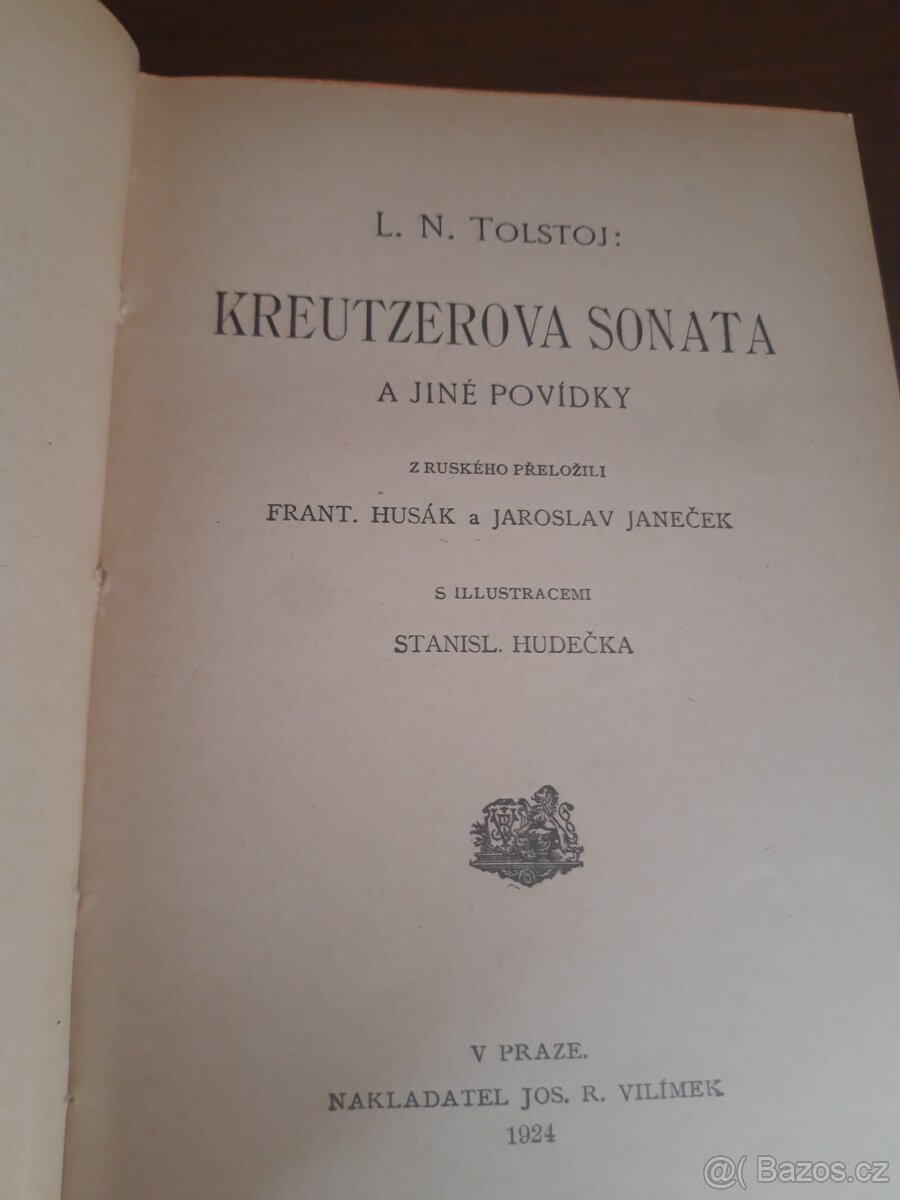 L. N. TOLSTOJ:
KREUTZEROVA SONATA
A JINÉ POVÍDKY
Z RUSKÉHO PŘELOŽILI
FRANT. HUSÁK a JAROSLAV JANEČEK
S ILLUSTRACEMI
STANISL. HUDEČKA
V PRAZE.
NAKLADATEL JOS. R. VILÍMEK
1924
@( Bazos.cz